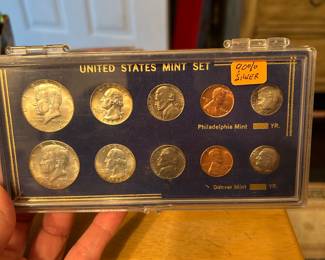 UNITED STATES MINT SET
90%
SILVER
Philadelphia Mint YR.
Denver Mint YR.